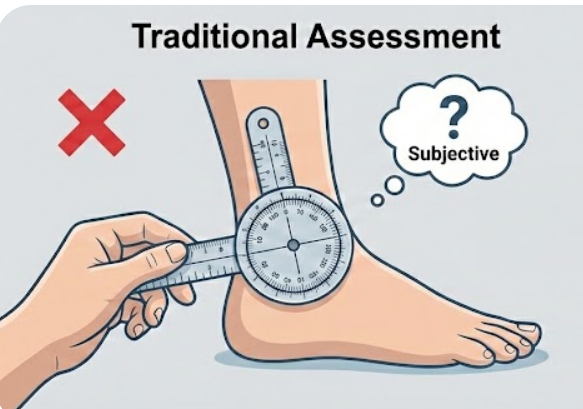 Traditional Assessment
?
Subjective